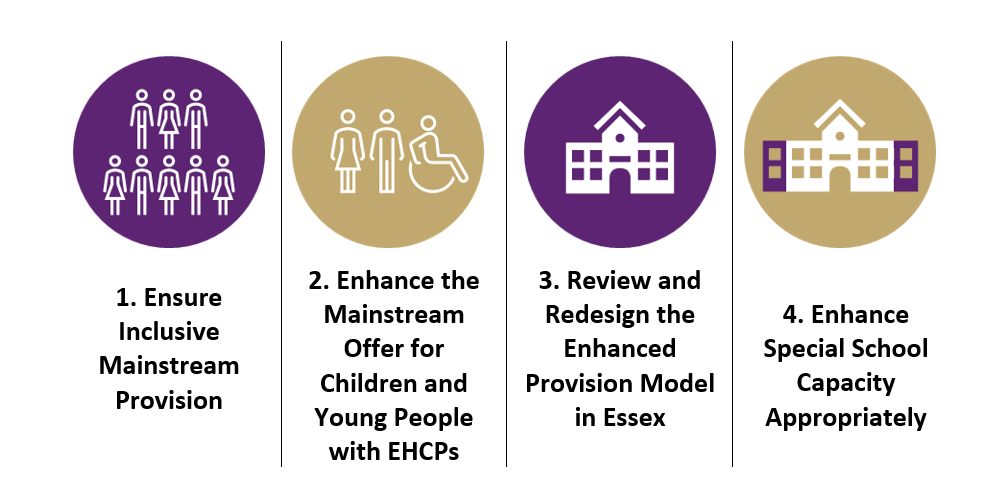 1. Ensure
Inclusive
Mainstream
Provision
2. Enhance the
Mainstream
Offer for
Children and
Young People
with EHCPs
3. Review and
Redesign the
Enhanced
Provision Model
in Essex
4. Enhance
Special School
Capacity
Appropriately